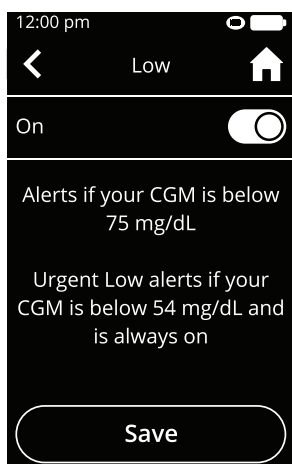 12:00 pm
Low
On
Alerts if your CGM is below
75 mg/dL
Urgent Low alerts if your
CGM is below 54 mg/dL and
is always on
Save